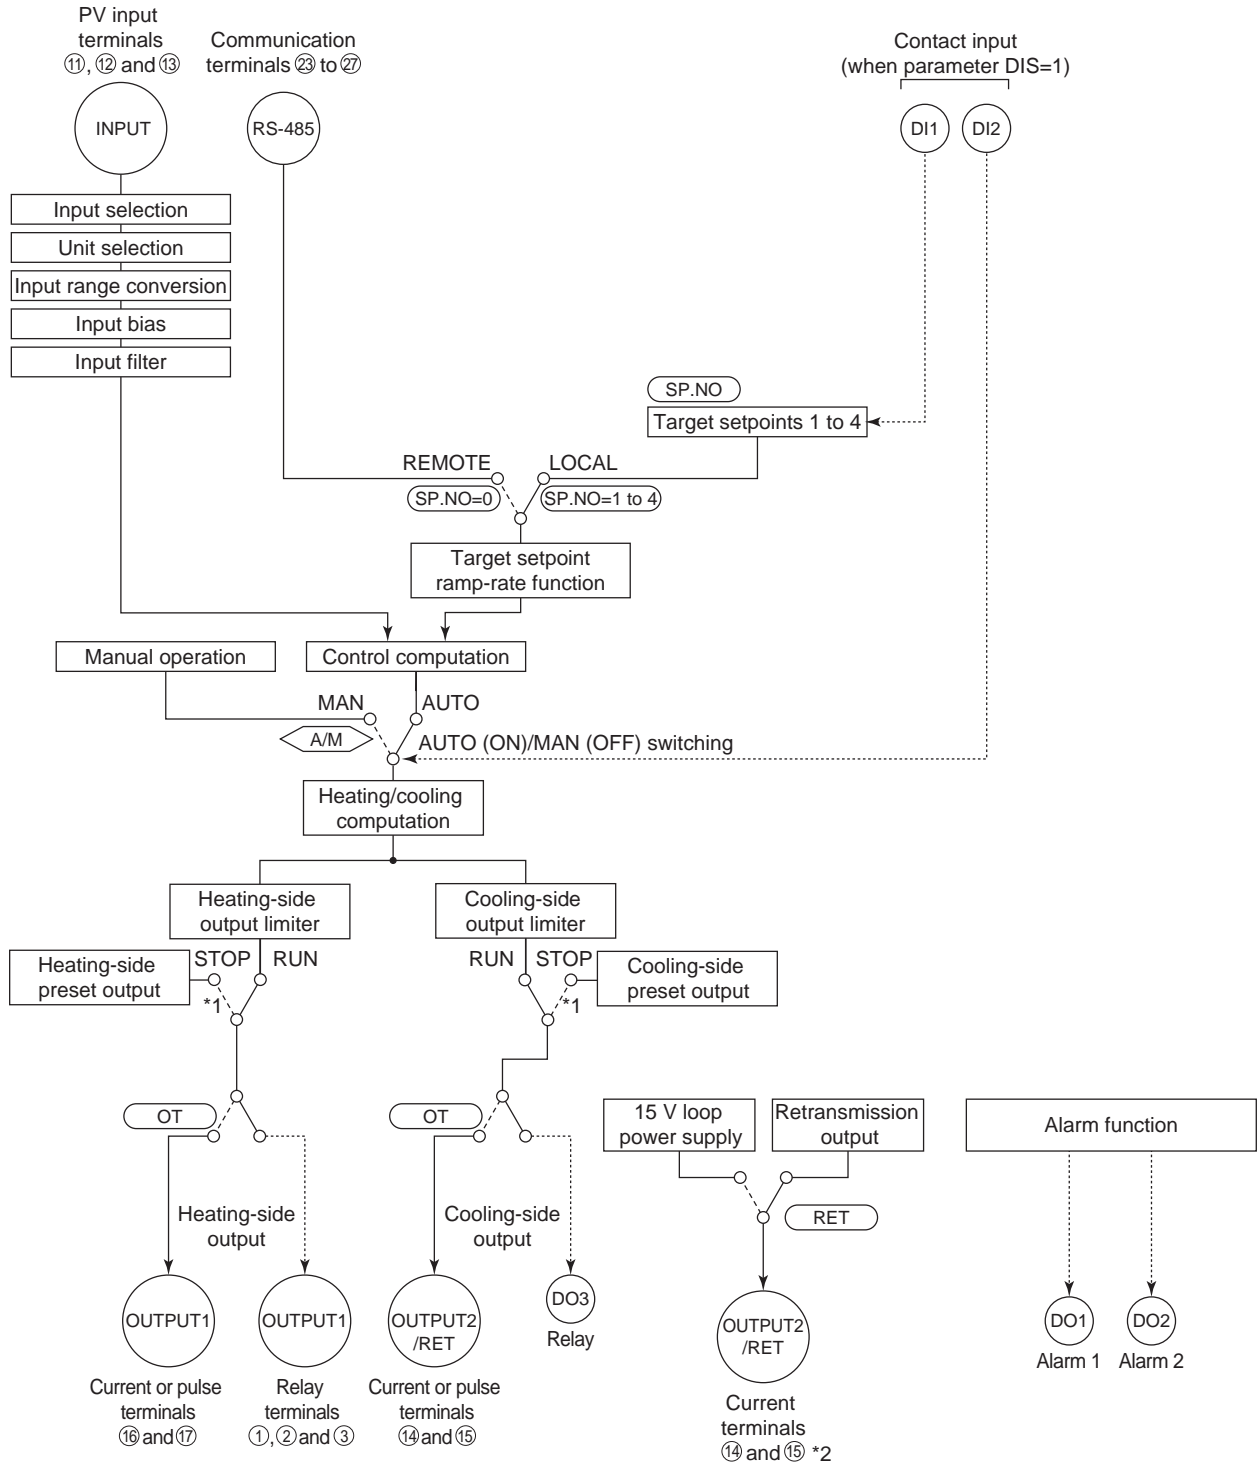 PV input
terminals
⑪, ⑫ and ⑬
Communication
terminals ㉓ to ㉗
Contact input
(when parameter DIS=1)
INPUT
RS-485
DI1
DI2
Input selection
Unit selection
Input range conversion
Input bias
Input filter
SP.NO
Target setpoints 1 to 4
REMOTE
LOCAL
SP.NO=0
SP.NO=1 to 4
Target setpoint
ramp-rate function
Manual operation
Control computation
MAN
AUTO
A/M
AUTO (ON)/MAN (OFF) switching
Heating/cooling
computation
Heating-side
output limiter
Cooling-side
output limiter
Heating-side
preset output
STOP
RUN
*1
RUN
STOP
*1
Cooling-side
preset output
OT
OT
15 V loop
power supply
Retransmission
output
Alarm function
RET
Heating-side
output
Cooling-side
output
OUTPUT1
OUTPUT1
OUTPUT2
/RET
DO3
Relay
OUTPUT2
/RET
DO1
DO2
Alarm 1
Alarm 2
Current or pulse
terminals
⑯ and ⑰
Relay
terminals
①, ② and ③
Current or pulse
terminals
⑭ and ⑮
Current
terminals
⑭ and ⑮ *2